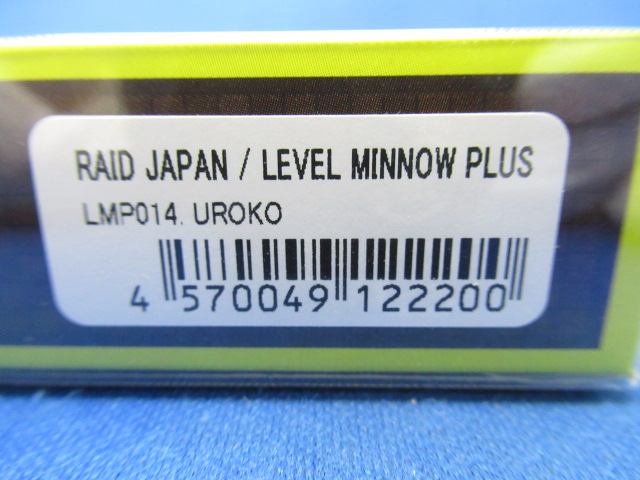 RAID JAPAN / LEVEL MINNOW PLUS
LMP014. UROKO
4 570049 122200